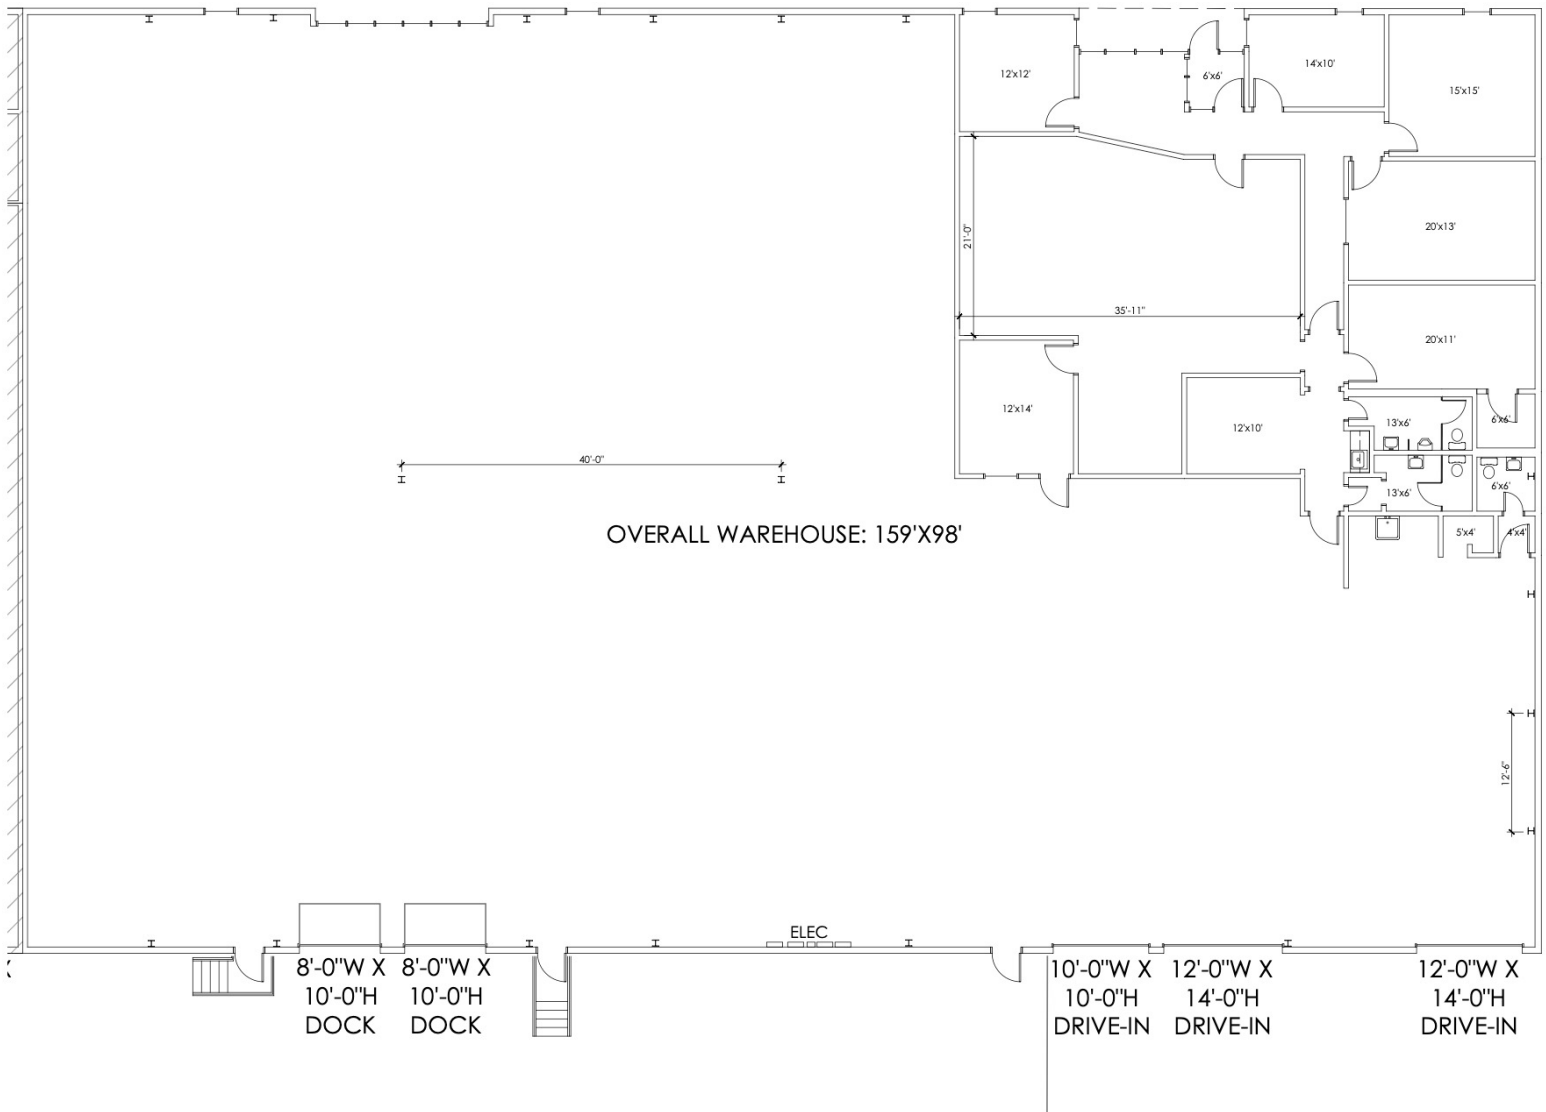 12'x12'
6'x6'
14'x10'
15'x15'
21'-0"
20'x13'
35'-11"
20'x11'
12'x14'
12'x10'
13'x6'
6'x6'
40'-0"
13'x6'
6'x6'
OVERALL WAREHOUSE: 159'X98'
5'x4'
4'x4'
12'-6"
ELEC
8'-0"W X
10'-0"H
DOCK
8'-0"W X
10'-0"H
DOCK
10'-0"W X
10'-0"H
DRIVE-IN
12'-0"W X
14'-0"H
DRIVE-IN
12'-0"W X
14'-0"H
DRIVE-IN